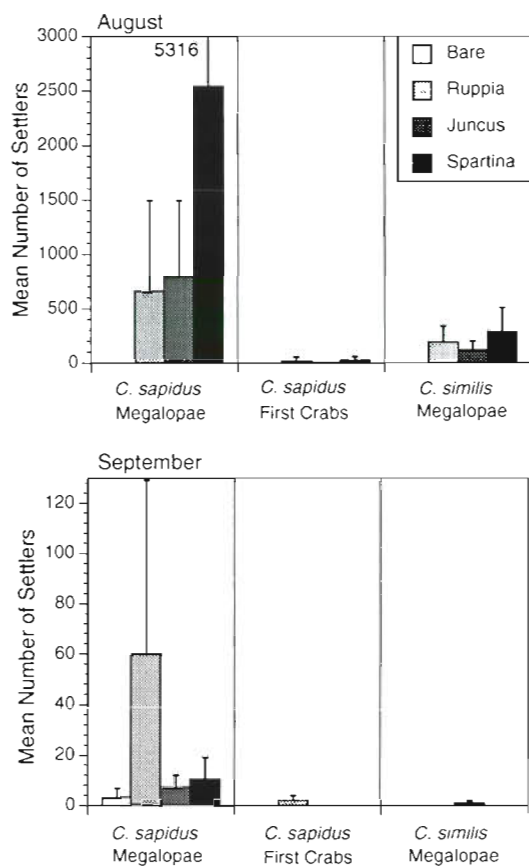 August
5316
3000
2500
2000
1500
1000
500
0
Mean Number of Settlers
Bare
Ruppia
Juncus
Spartina
C. sapidus C. sapidus C. similis
Megalopae First Crabs Megalopae
September
120
100
80
60
40
20
0
Mean Number of Settlers
C. sapidus C. sapidus C. similis
Megalopae First Crabs Megalopae